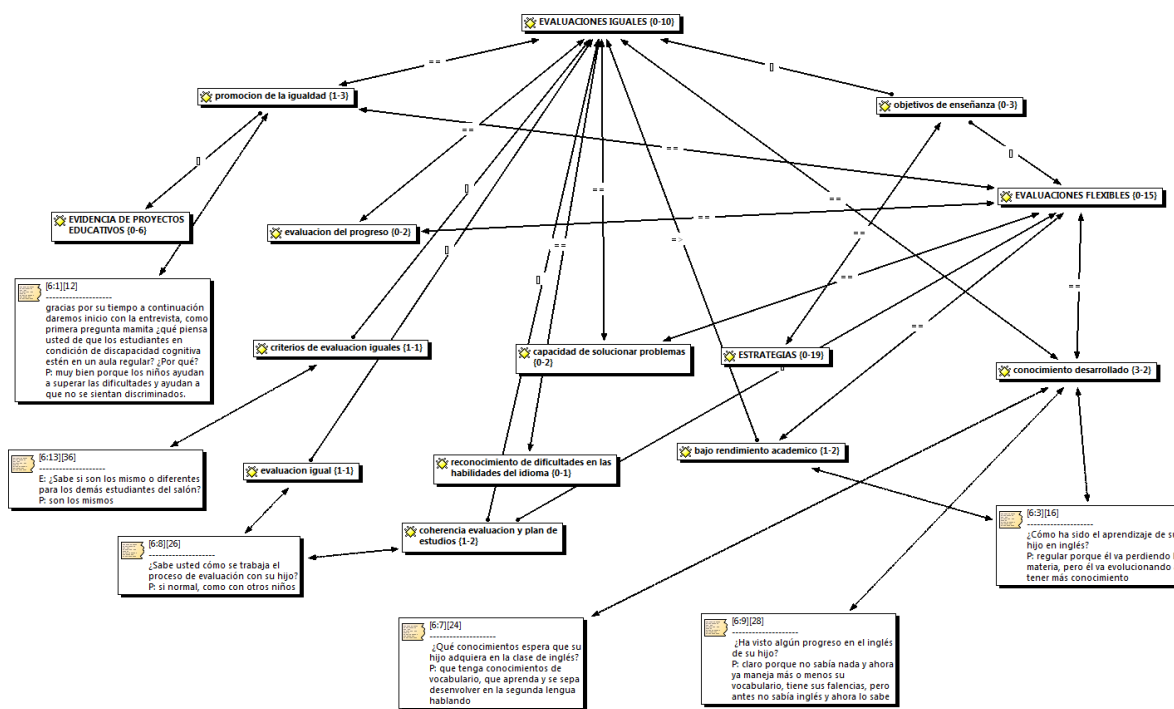 EVALUACIONES IGUALES {0-10}
==
[]
promocion de la igualdad {1-3}
objetivos de enseñanza {0-3}
==
[]
[]
==
EVALUACIONES FLEXIBLES {0-15}
[]
==
EVIDENCIA DE PROYECTOS
EDUCATIVOS {0-6}
evaluacion del progreso {0-2}
==
==
=>
==
[]
==
[]
==
==
[6:1][12]
--------------------
gracias por su tiempo a continuación
daremos inicio con la entrevista, como
primera pregunta mamita ¿qué piensa
usted de que los estudiantes en
condición de discapacidad cognitiva
estén en un aula regular? ¿Por qué?
P: muy bien porque los niños ayudan
a superar las dificultades y ayudan a
que no se sientan discriminados.
==
criterios de evaluacion iguales {1-1}
capacidad de solucionar problemas
{0-2}
ESTRATEGIAS {0-19}
[]
conocimiento desarrollado {3-2}
[6:13][36]
--------------------
E: ¿Sabe si son los mismo o diferentes
para los demás estudiantes del salón?
P: son los mismos
evaluacion igual {1-1}
reconocimiento de dificultades en las
habilidades del idioma {0-1}
bajo rendimiento academico {1-2}
[6:8][26]
--------------------
¿Sabe usted cómo se trabaja el
proceso de evaluación con su hijo?
P: si normal, como con otros niños
coherencia evaluacion y plan de
estudios {1-2}
[6:3][16]
--------------------
¿Cómo ha sido el aprendizaje de su
hijo en inglés?
P: regular porque él va perdiendo l
materia, pero él va evolucionando
tener más conocimiento
[6:7][24]
--------------------
¿Qué conocimientos espera que su
hijo adquiera en la clase de inglés?
P: que tenga conocimientos de
vocabulario, que aprenda y se sepa
desenvolver en la segunda lengua
hablando
[6:9][28]
--------------------
¿Ha visto algún progreso en el inglés
de su hijo?
P: claro porque no sabía nada y ahora
ya maneja más o menos su
vocabulario, tiene sus falencias, pero
antes no sabía inglés y ahora lo sabe